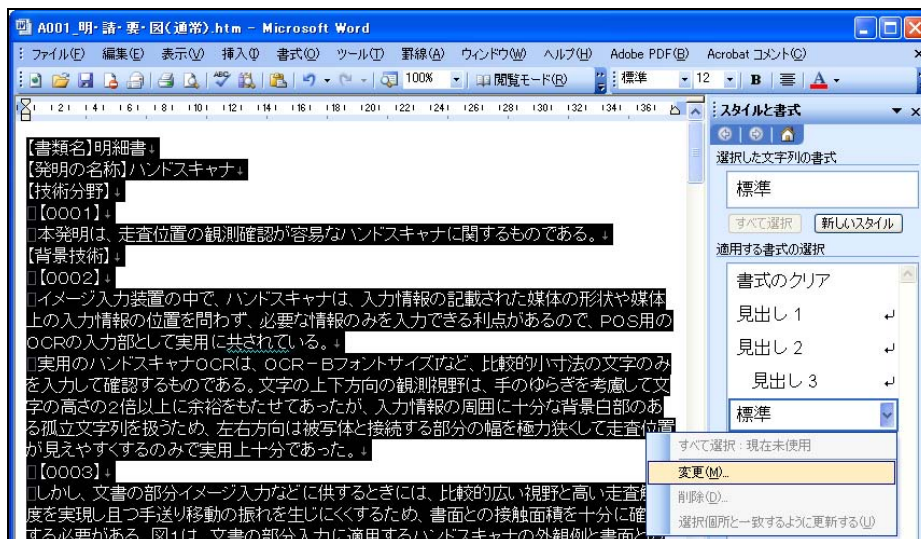 A001_明・請・要・図(通常).htm - Microsoft Word
ファイル(F) 編集(E) 表示(V) 挿入(I) 書式(O) ツール(T) 罫線(A) ウィンドウ(W) ヘルプ(H) Adobe PDF(B) Acrobat コメント(C)
100% 閲覧モード(R) 標準 12 B A
2 4 6 8 10 12 14 16 18 20 22 24 26 28 30 32 34 36
スタイルと書式
選択した文字列の書式
標準
すべて選択 新しいスタイル
適用する書式の選択
書式のクリア
見出し 1
見出し 2
見出し 3
標準
すべて選択 : 現在未使用
変更(M)...
削除(D)...
選択個所と一致するように更新する(U)
【書類名】明細書
【発明の名称】ハンドスキャナ
【技術分野】
【0001】
本発明は、走査位置の観測確認が容易なハンドスキャナに関するものである。
【背景技術】
【0002】
イメージ入力装置の中で、ハンドスキャナは、入力情報の記載された媒体の形状や媒体
上の入力情報の位置を問わず、必要な情報のみを入力できる利点があるので、POS用の
OCRの入力部として実用に共されている。
実用のハンドスキャナOCRは、OCR-Bフォントサイズなど、比較的小寸法の文字のみ
を入力して確認するものである。文字の上下方向の観測視野は、手のゆらぎを考慮して文
字の高さの2倍以上に余裕をもたせてあったが、入力情報の周囲に十分な背景白部のあ
る孤立文字列を扱うため、左右方向は被写体と接続する部分の幅を極力狭くして走査位置
が見えやすくするのみで実用上十分であった。
【0003】
しかし、文書の部分イメージ入力などに供するときには、比較的広い視野と高い走査
度を実現し且つ手送り移動の振れを生じにくくするため、書面との接触面積を十分に確
する必要がある。図1は、文書の部分入力に適用するハンドスキャナの外観例と書面と